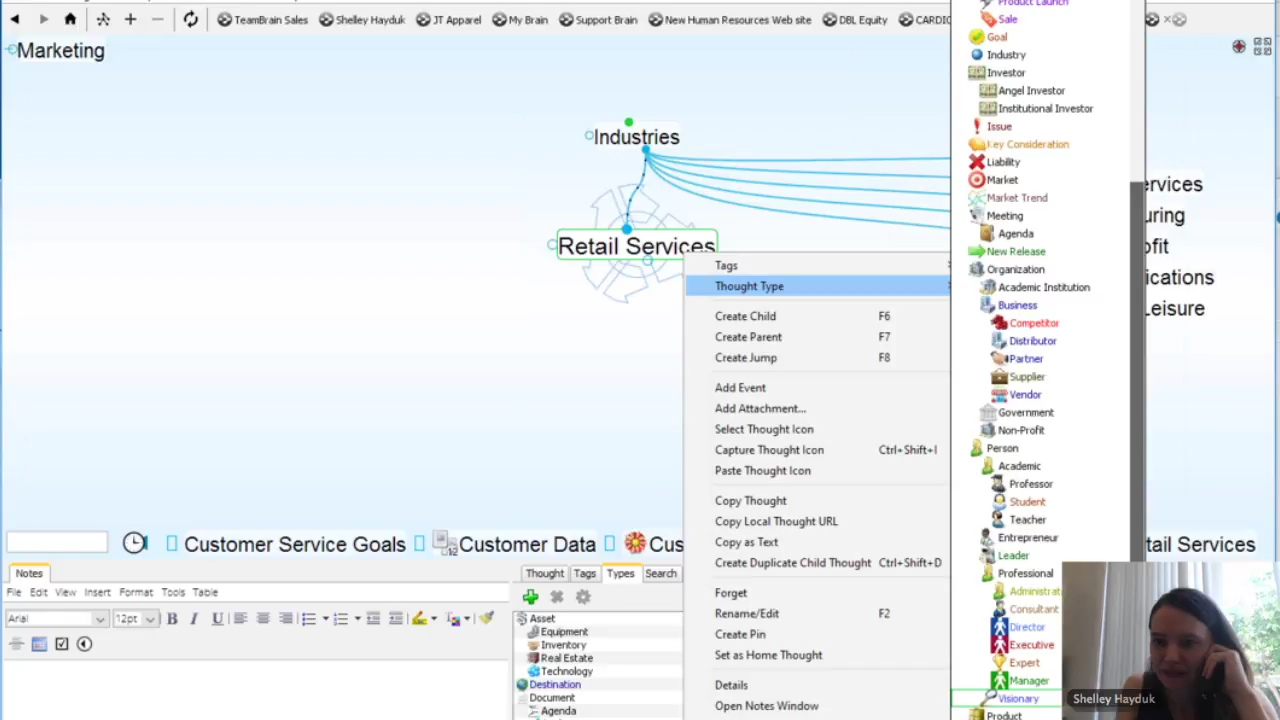 TeamBrain Sales
Shelley Hayduk
JT Apparel
My Brain
Support Brain
New Human Resources Web site
DBL Equity
Marketing
Industries
Retail Services
ervices
uring
ofit
ications
Leisure
Tags
Thought Type
Create Child F6
Create Parent F7
Create Jump F8
Add Event
Add Attachment...
Select Thought Icon
Capture Thought Icon Ctrl+Shift+I
Paste Thought Icon
Copy Thought
Copy Local Thought URL
Copy as Text
Create Duplicate Child Thought Ctrl+Shift+D
Forget
Rename/Edit F2
Create Pin
Set as Home Thought
Details
Open Notes Window
Product Launch
Sale
Goal
Industry
Investor
Angel Investor
Institutional Investor
Issue
Key Consideration
Liability
Market
Market Trend
Meeting
Agenda
New Release
Organization
Academic Institution
Business
Competitor
Distributor
Partner
Supplier
Vendor
Government
Non-Profit
Person
Academic
Professor
Student
Teacher
Entrepreneur
Leader
Professional
Administrat
Consultant
Director
Executive
Expert
Manager
Visionary
Product
Customer Service Goals
12
Customer Data
Cus
tail Services
Notes
File Edit View Insert Format Tools Table
Arial 12pt B I U
Thought Tags Types Search
Asset
Equipment
Inventory
Real Estate
Technology
Destination
Document
Agenda
Shelley Hayduk